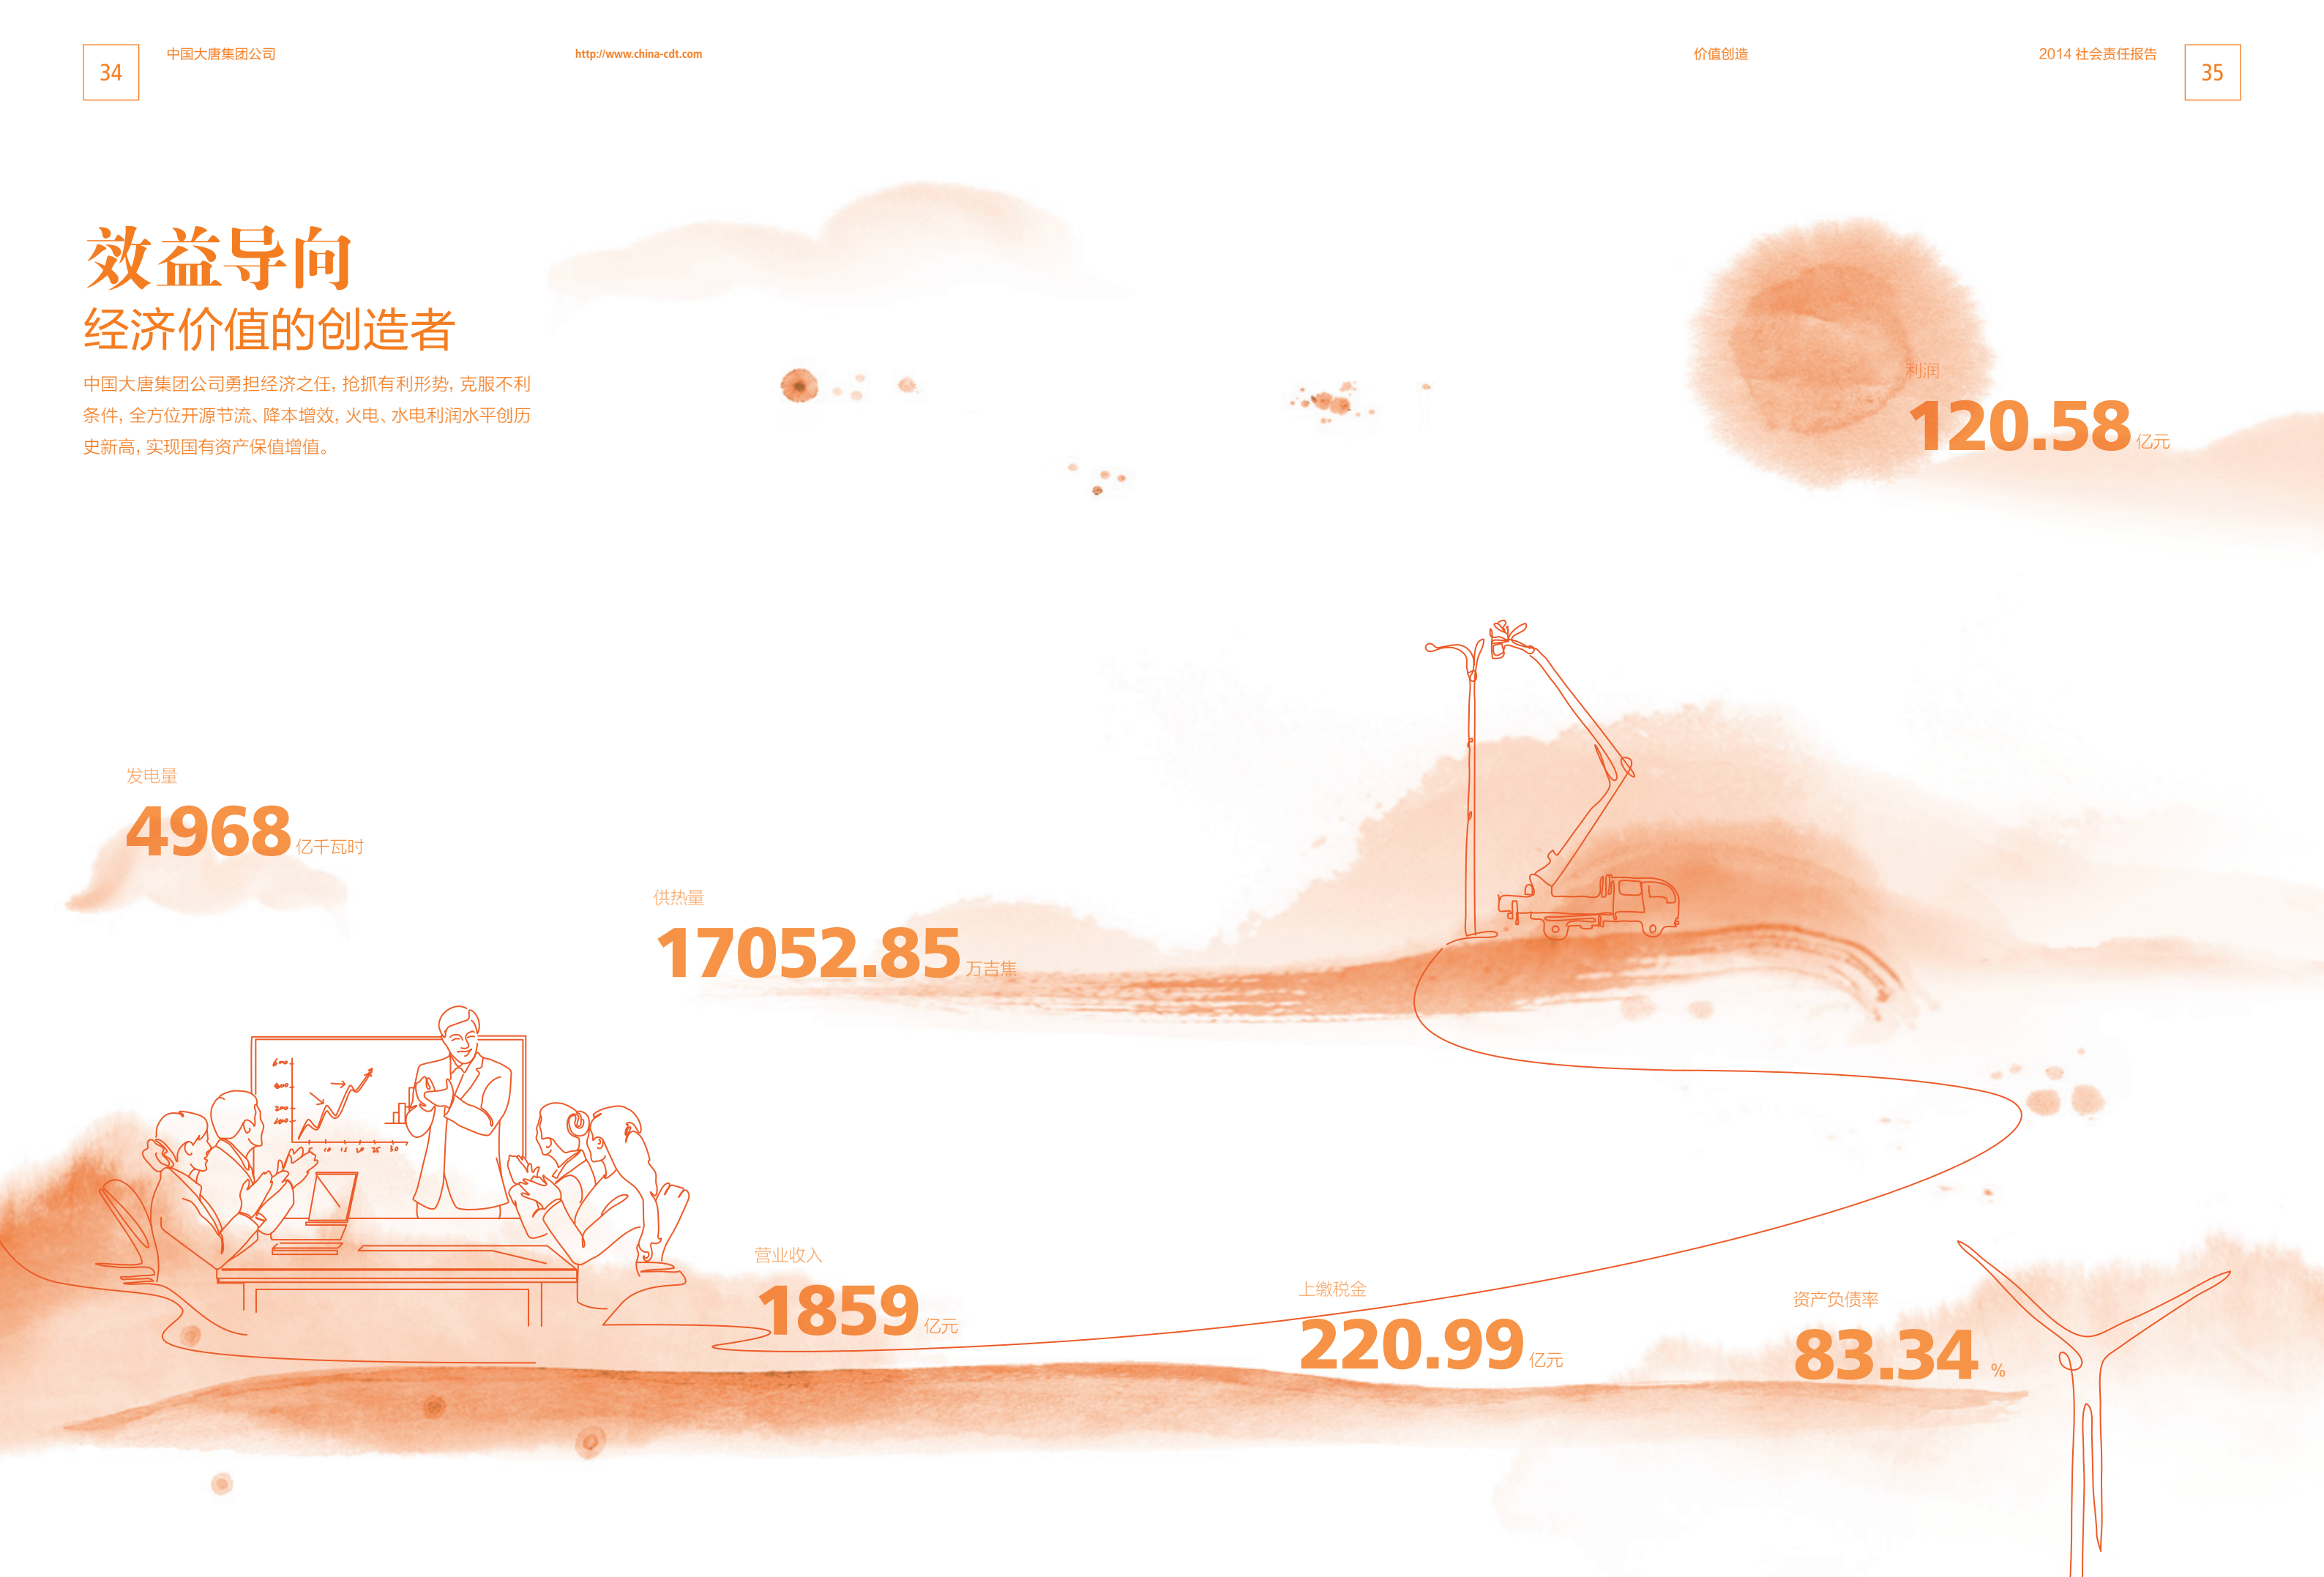 34
中国大唐集团公司
http://www.china-cdt.com
价值创造
2014 社会责任报告
35
效益导向
经济价值的创造者
中国大唐集团公司勇担经济之任, 抢抓有利形势, 克服不利
条件, 全方位开源节流、降本增效, 火电、水电利润水平创历
史新高, 实现国有资产保值增值。
利润
120.58 亿元
发电量
4968 亿千瓦时
供热量
17052.85 万吉焦
营业收入
1859 亿元
上缴税金
220.99 亿元
资产负债率
83.34 %